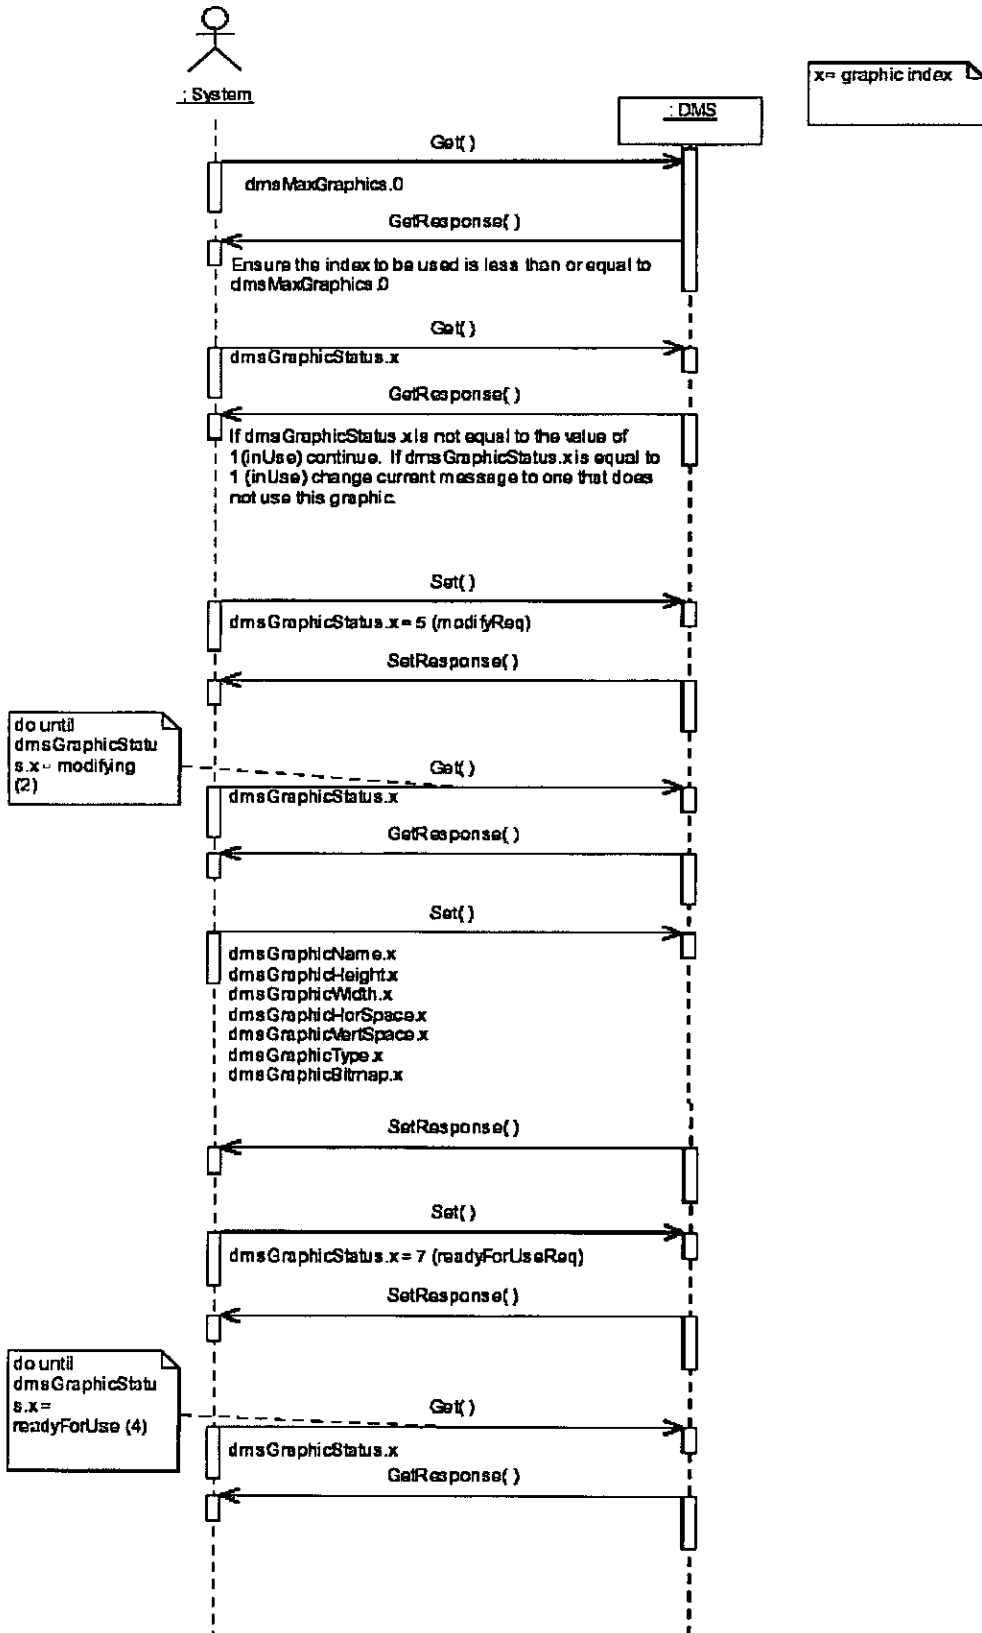 : System
x= graphic index
: DMS
Get( )
dmsMaxGraphics.0
GetResponse( )
Ensure the index to be used is less than or equal to
dmsMaxGraphics.0
Get( )
dmsGraphicStatus.x
GetResponse( )
If dmsGraphicStatus.x is not equal to the value of
1(inUse) continue. If dmsGraphicStatus.x is equal to
1 (inUse) change current message to one that does
not use this graphic.
Set( )
dmsGraphicStatus.x = 5 (modifyReq)
SetResponse( )
do until
dmsGraphicStatu
s.x = modifying
(2)
Get( )
dmsGraphicStatus.x
GetResponse( )
Set( )
dmsGraphicName.x
dmsGraphicHeight.x
dmsGraphicWidth.x
dmsGraphicHorSpace.x
dmsGraphicVertSpace.x
dmsGraphicType.x
dmsGraphicBitmap.x
SetResponse( )
Set( )
dmsGraphicStatus.x = 7 (readyForUseReq)
SetResponse( )
do until
dmsGraphicStatu
s.x =
readyForUse (4)
Get( )
dmsGraphicStatus.x
GetResponse( )